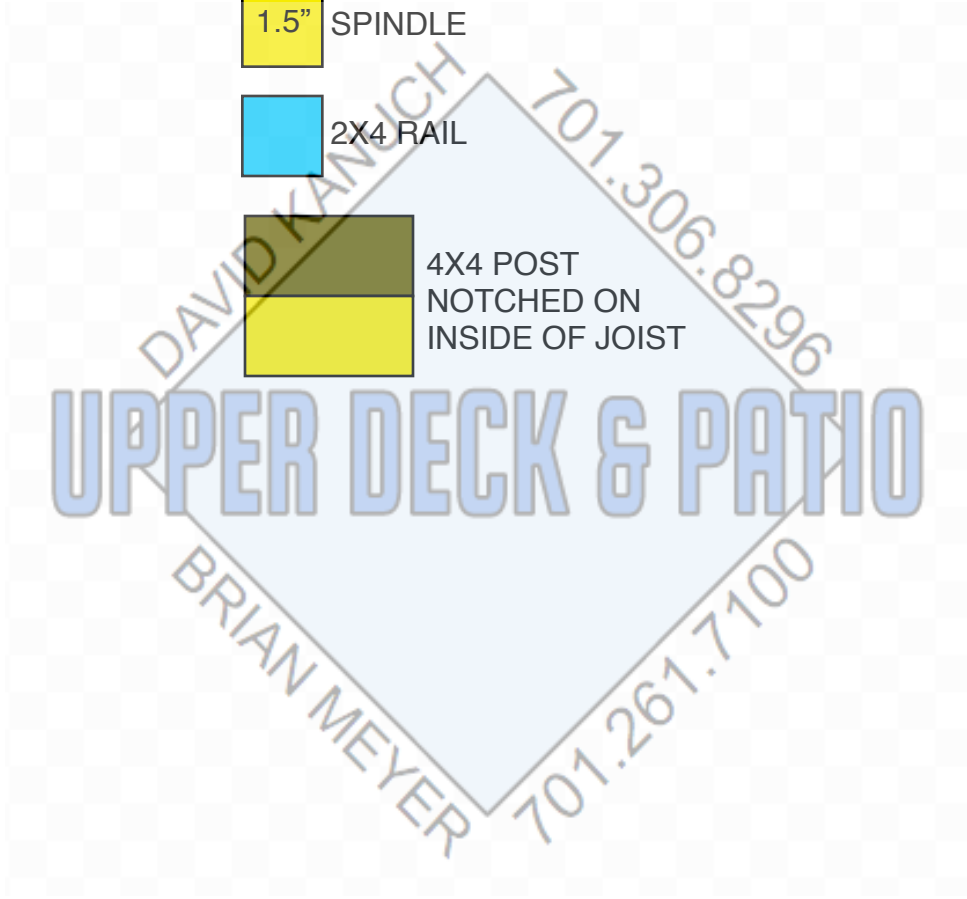 1.5” SPINDLE
2X4 RAIL
4X4 POST
NOTCHED ON
INSIDE OF JOIST
DAVID KANUCH
701.306.8296
UPPER DECK & PATIO
BRIAN MEYER
701.261.7100